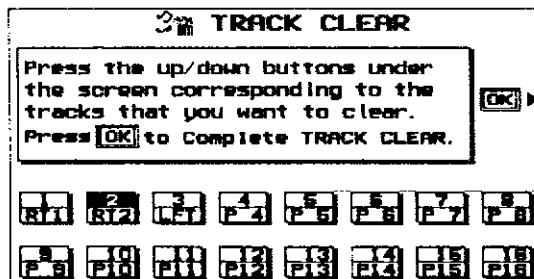 TRACK CLEAR
Press the up/down buttons under
the screen corresponding to the
tracks that you want to clear.
Press OK to Complete TRACK CLEAR.
OK
1 2 3 4 5 6 7 8
RT1 RT2 LFT P 4 P 5 P 6 P 7 P 8
9 10 11 12 13 14 15 16
P 9 P10 P11 P12 P13 P14 P15 P16